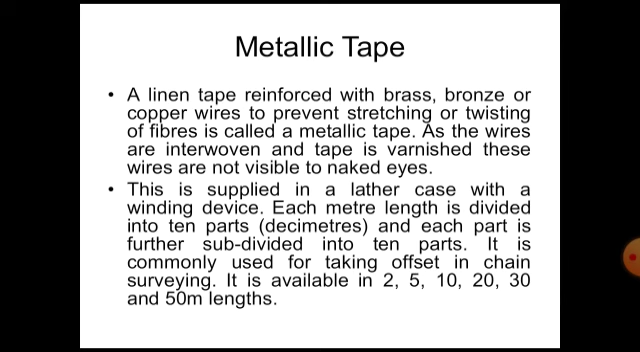 Metallic Tape
• A linen tape reinforced with brass, bronze or
copper wires to prevent stretching or twisting
of fibres is called a metallic tape. As the wires
are interwoven and tape is varnished these
wires are not visible to naked eyes.
• This is supplied in a lather case with a
winding device. Each metre length is divided
into ten parts (decimetres) and each part is
further sub-divided into ten parts. It is
commonly used for taking offset in chain
surveying. It is available in 2, 5, 10, 20, 30
and 50m lengths.